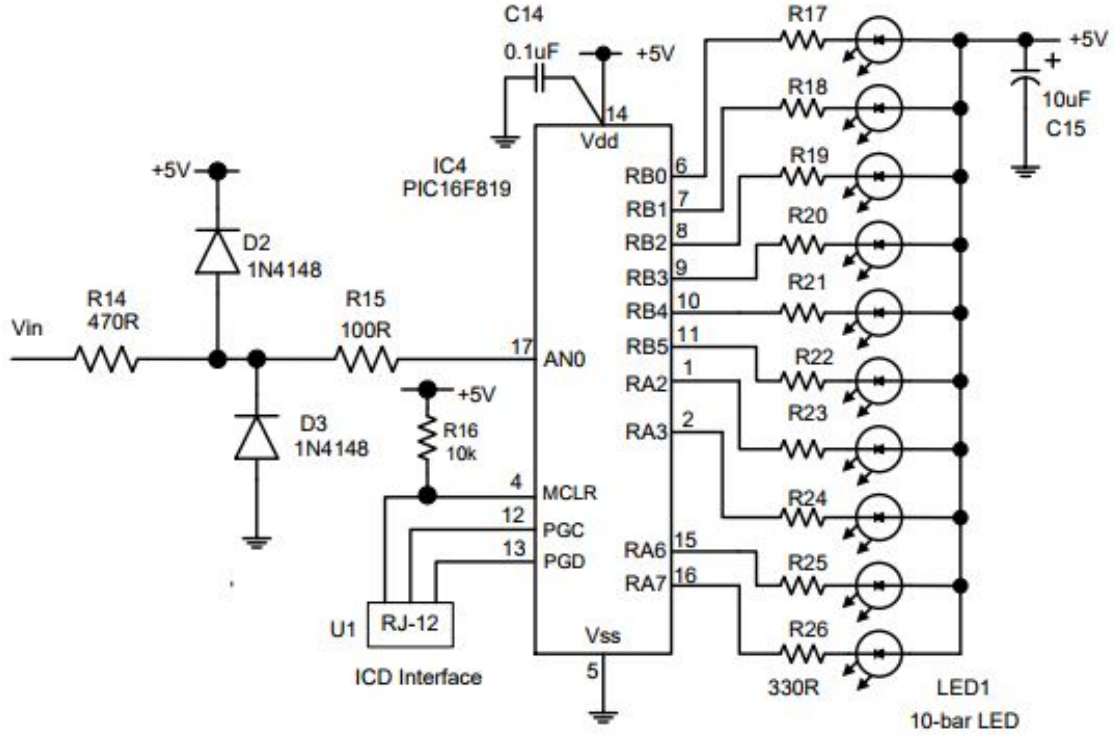 C14
0.1uF
+5V
14
Vdd
IC4
PIC16F819
+5V
D2
1N4148
R14
470R
Vin
R15
100R
17
AN0
D3
1N4148
+5V
R16
10k
4
MCLR
12
PGC
13
PGD
U1
RJ-12
ICD Interface
Vss
5
RB0
6
RB1
7
RB2
8
RB3
9
RB4
10
RB5
11
RA2
1
RA3
2
RA6
15
RA7
16
R17
R18
R19
R20
R21
R22
R23
R24
R25
R26
330R
+5V
+
10uF
C15
LED1
10-bar LED